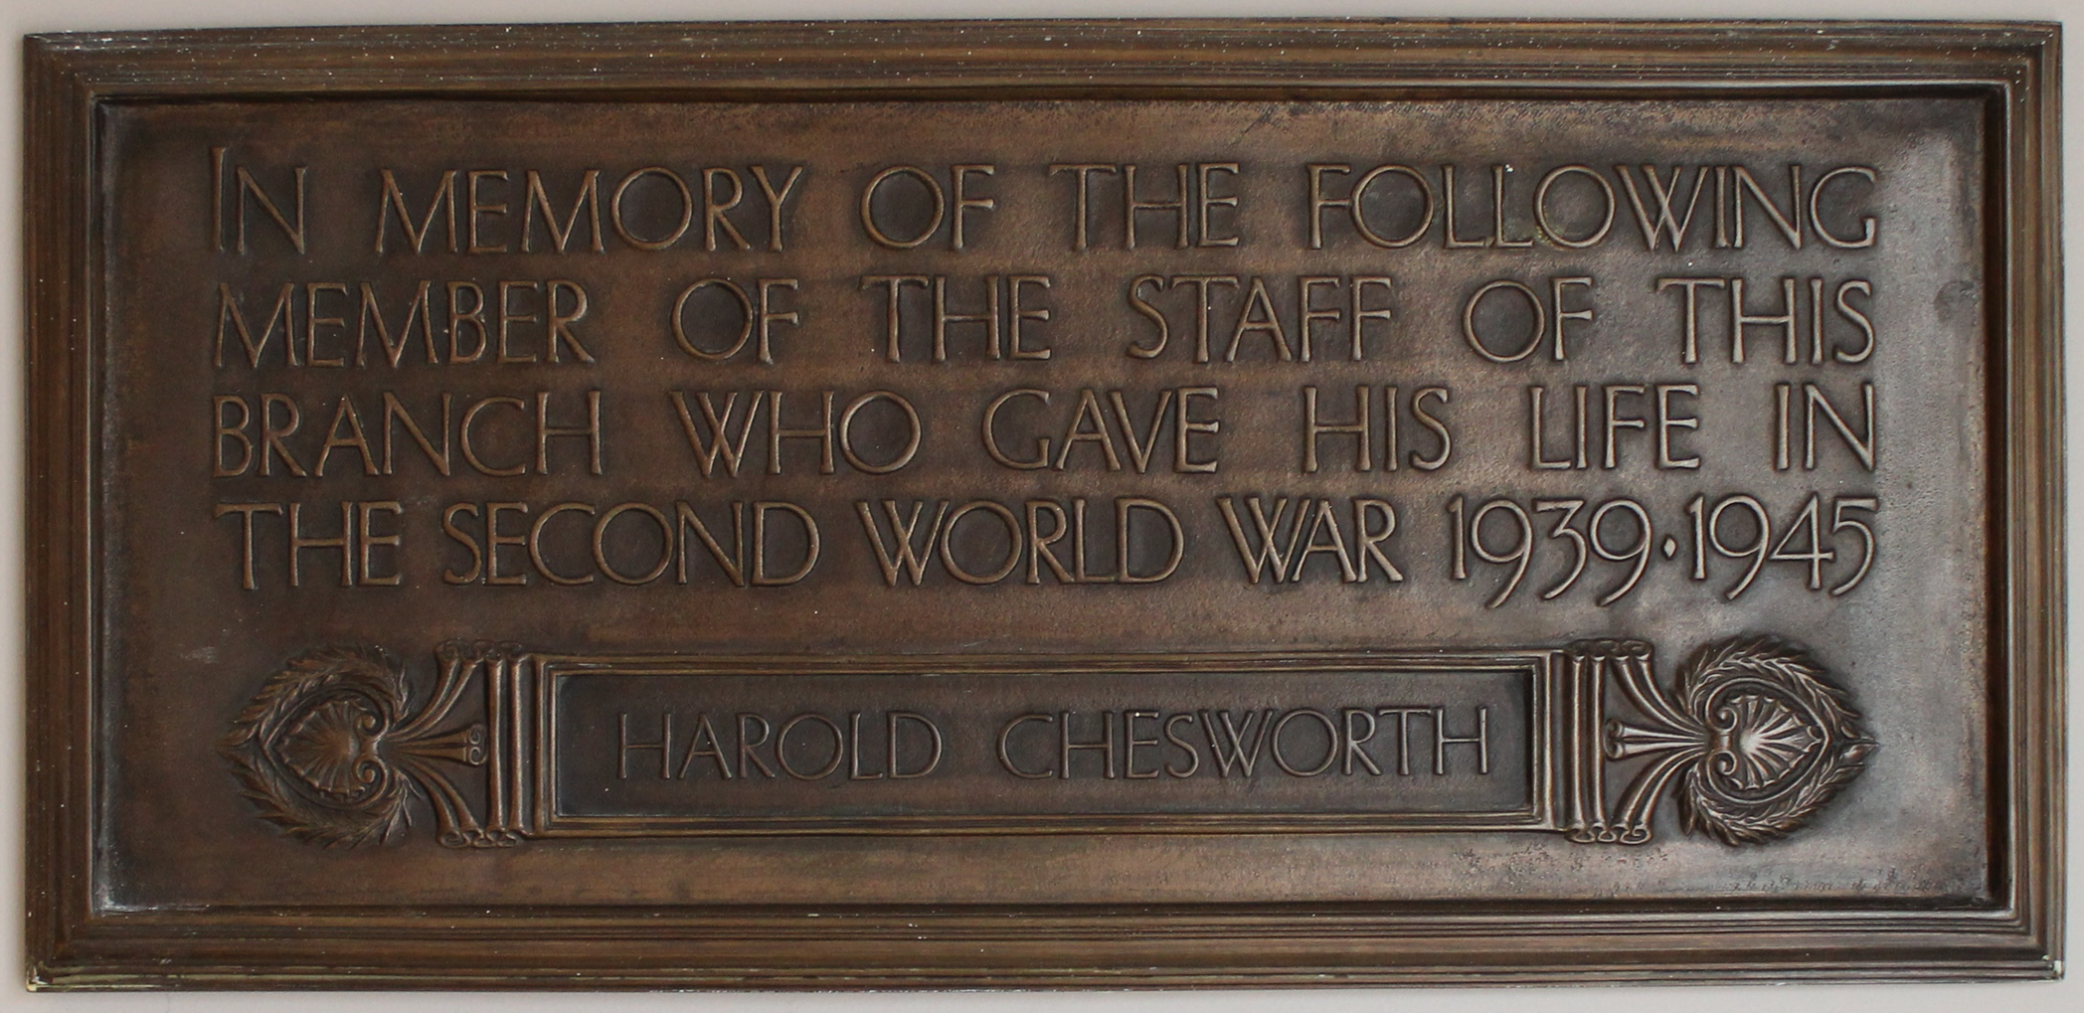 IN MEMORY OF THE FOLLOWING
MEMBER OF THE STAFF OF THIS
BRANCH WHO GAVE HIS LIFE IN
THE SECOND WORLD WAR 1939·1945
HAROLD CHESWORTH